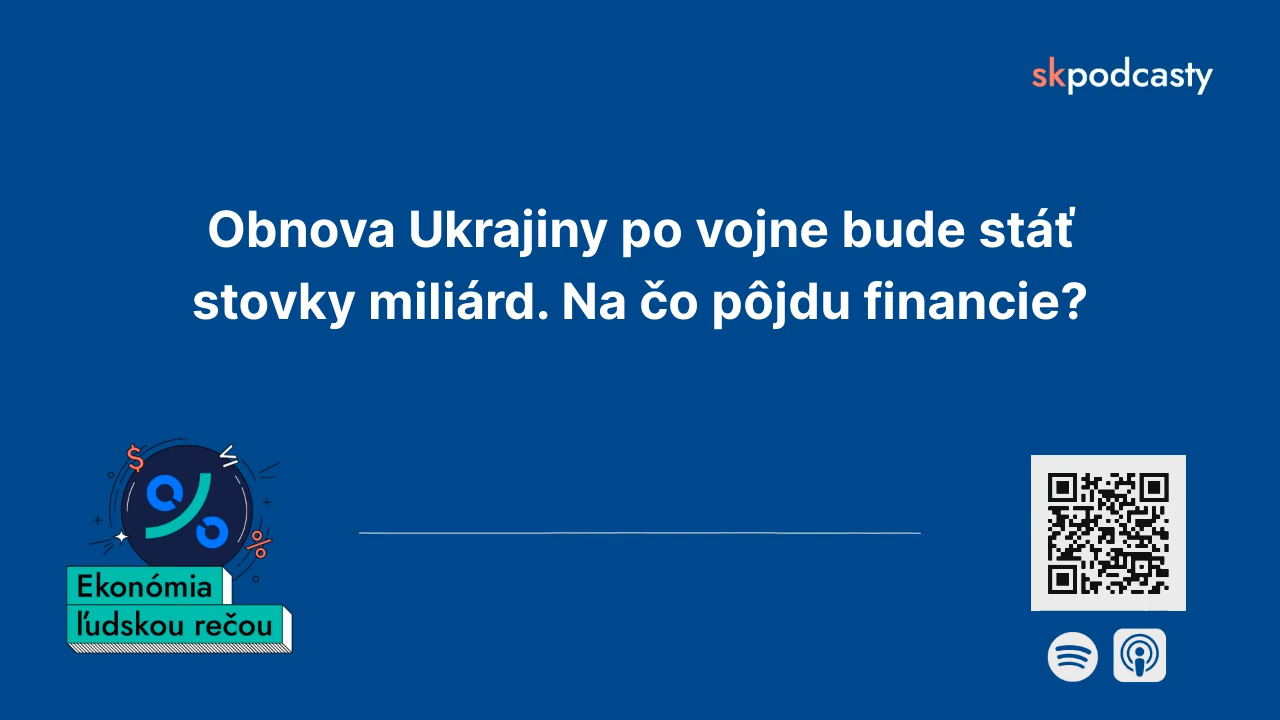 skpodcasty
Obnova Ukrajiny po vojne bude stáť
stovky miliárd. Na čo pôjdu financie?
$
%
Ekonómia
ľudskou rečou